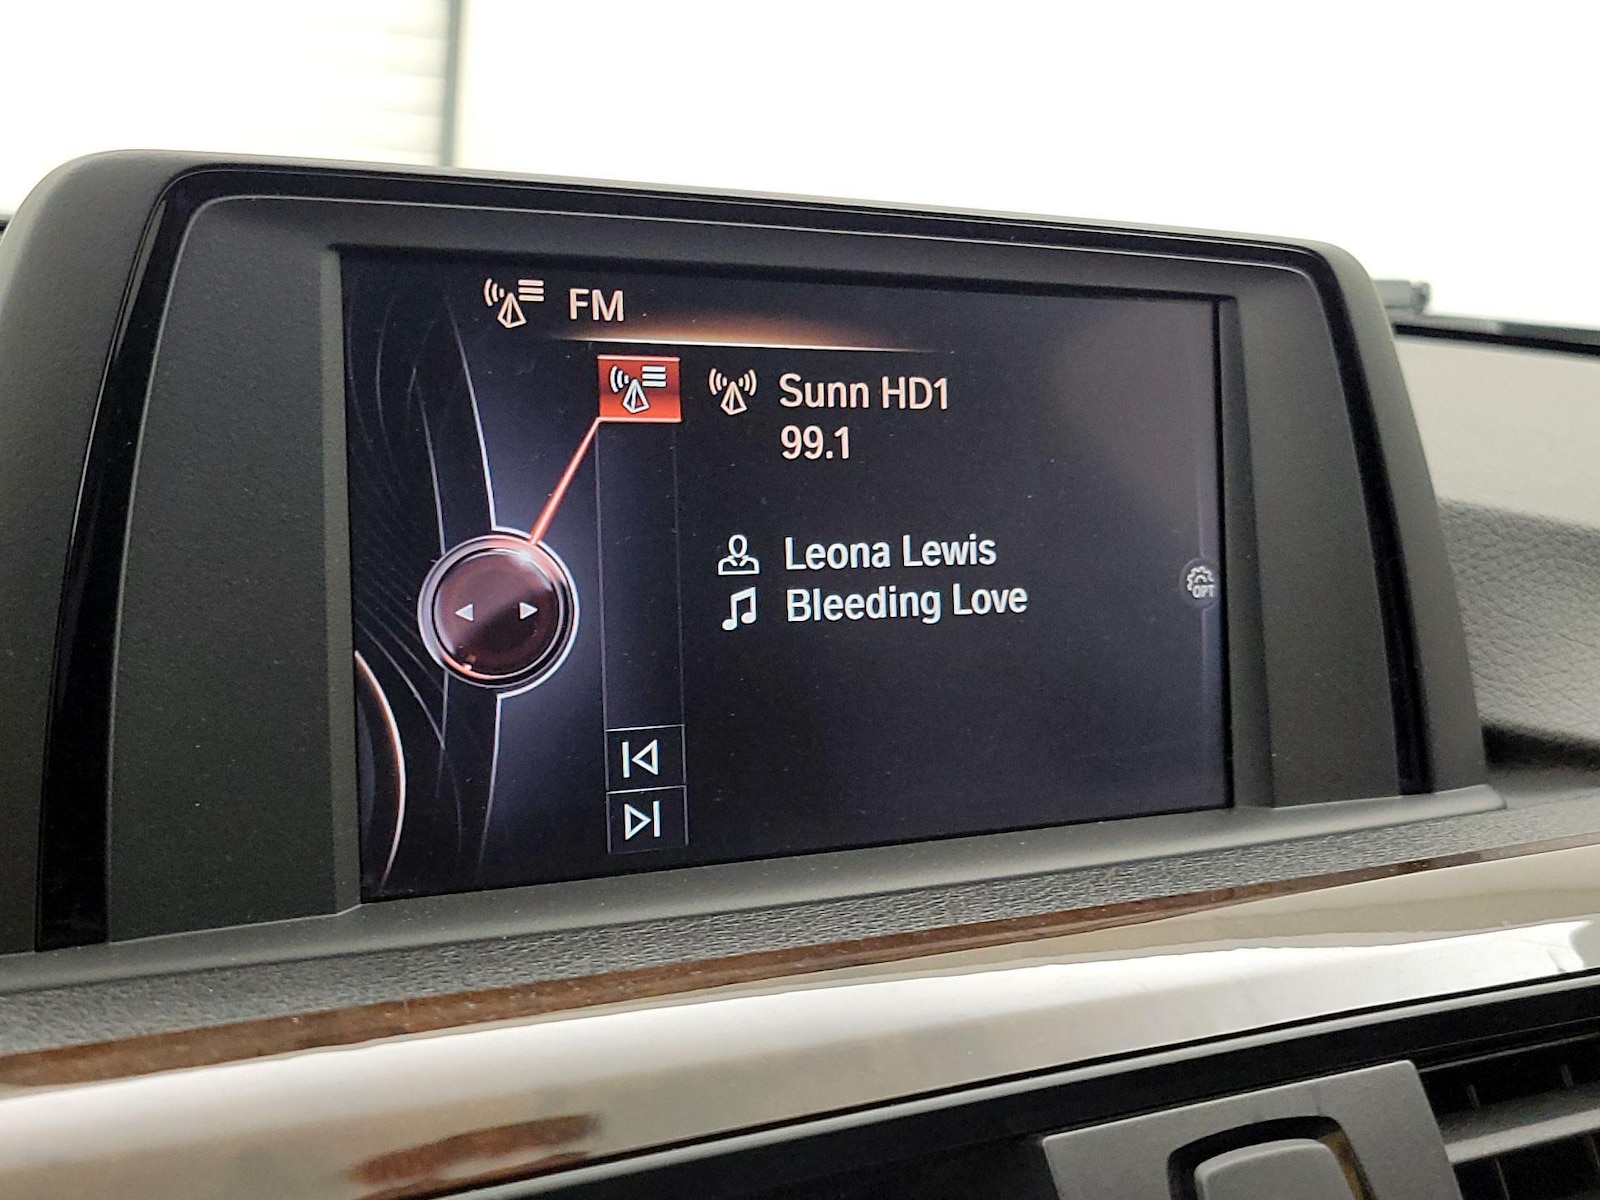 FM
Sunn HD1
99.1
Leona Lewis
Bleeding Love
OPT